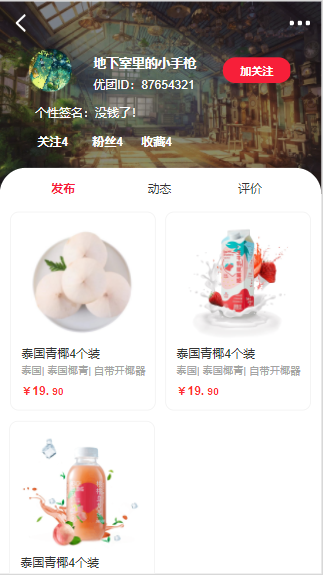 地下室里的小手枪
优团ID：87654321
加关注
个性签名：没钱了！
关注4 粉丝4 收藏4
发布 动态 评价
泰国青椰4个装
泰国| 泰国椰青| 自带开椰器
￥19. 90
泰国青椰4个装
泰国| 泰国椰青| 自带开椰器
￥19. 90
泰国青椰4个装